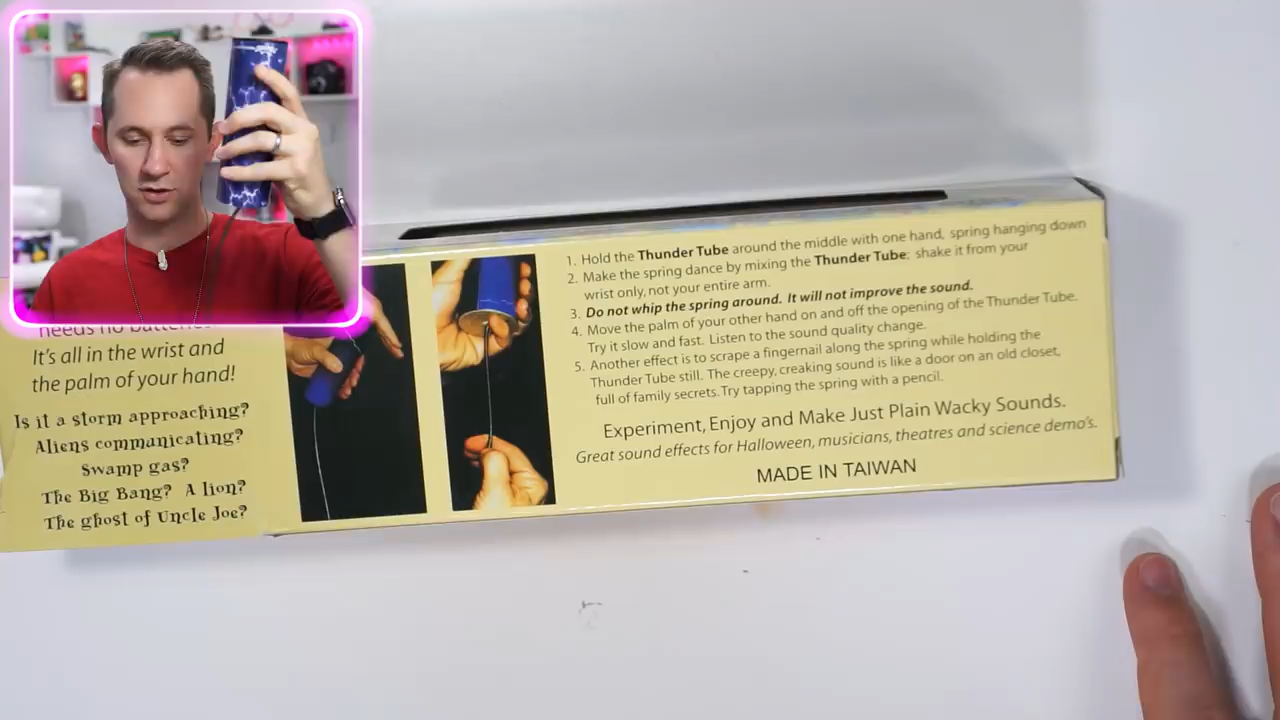 needs no
It's all in the wrist and
the palm of your hand!
Is it a storm approaching?
Aliens communicating?
Swamp gas?
The Big Bang? A lion?
The ghost of Uncle Joe?
1. Hold the Thunder Tube around the middle with one hand, spring hanging down
2. Make the spring dance by mixing the Thunder Tube; shake it from your
wrist only, not your entire arm.
3. Do not whip the spring around. It will not improve the sound.
4. Move the palm of your other hand on and off the opening of the Thunder Tube.
Try it slow and fast. Listen to the sound quality change.
5. Another effect is to scrape a fingernail along the spring while holding the
Thunder Tube still. The creepy, creaking sound is like a door on an old closet,
full of family secrets. Try tapping the spring with a pencil.
Experiment, Enjoy and Make Just Plain Wacky Sounds.
Great sound effects for Halloween, musicians, theatres and science demo's.
MADE IN TAIWAN